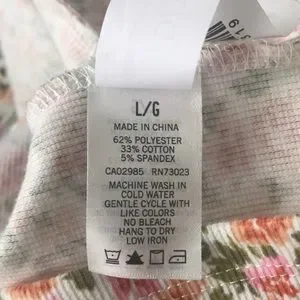 L/G
MADE IN CHINA
62% POLYESTER
33% COTTON
5% SPANDEX
CA02985 RN73023
MACHINE WASH IN
COLD WATER
GENTLE CYCLE WITH
LIKE COLORS
NO BLEACH
HANG TO DRY
LOW IRON